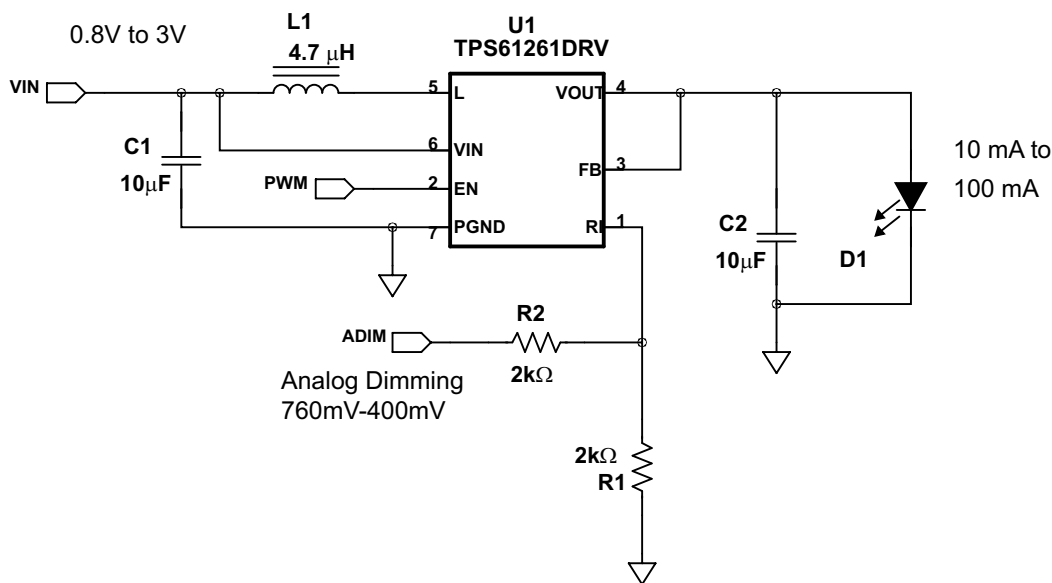 0.8V to 3V
L1
4.7 μH
U1
TPS61261DRV
VIN
5
L
VOUT
4
C1
10μF
6
VIN
FB
3
PWM
2
EN
7
PGND
RI
1
10 mA to
100 mA
C2
10μF
D1
R2
ADIM
2kΩ
Analog Dimming
760mV-400mV
2kΩ
R1